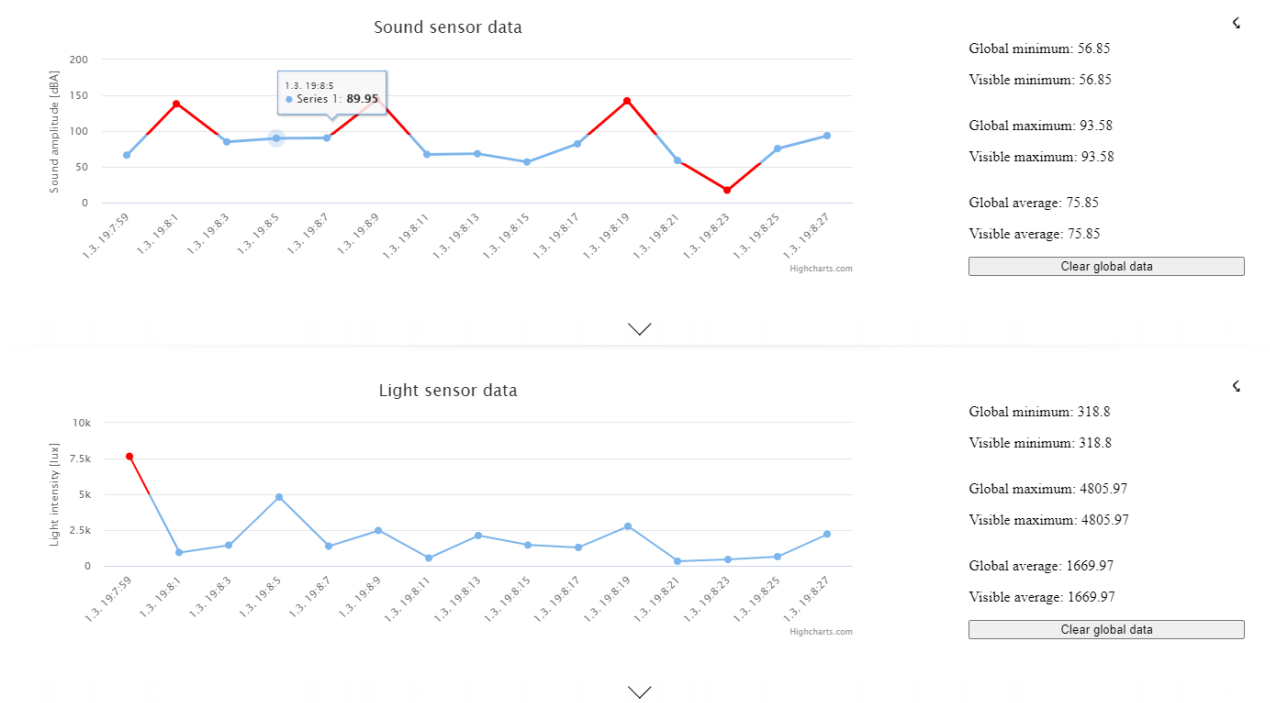 Sound sensor data
Sound amplitude [dBA]
200
150
100
50
0
1.3. 19:8:5
Series 1: 89.95
1.3. 19:7:59
1.3. 19:8:1
1.3. 19:8:3
1.3. 19:8:5
1.3. 19:8:7
1.3. 19:8:9
1.3. 19:8:11
1.3. 19:8:13
1.3. 19:8:15
1.3. 19:8:17
1.3. 19:8:19
1.3. 19:8:21
1.3. 19:8:23
1.3. 19:8:25
1.3. 19:8:27
Highcharts.com
Global minimum: 56.85
Visible minimum: 56.85
Global maximum: 93.58
Visible maximum: 93.58
Global average: 75.85
Visible average: 75.85
Clear global data
Light sensor data
Light intensity [lux]
10k
7.5k
5k
2.5k
0
1.3. 19:7:59
1.3. 19:8:1
1.3. 19:8:3
1.3. 19:8:5
1.3. 19:8:7
1.3. 19:8:9
1.3. 19:8:11
1.3. 19:8:13
1.3. 19:8:15
1.3. 19:8:17
1.3. 19:8:19
1.3. 19:8:21
1.3. 19:8:23
1.3. 19:8:25
1.3. 19:8:27
Highcharts.com
Global minimum: 318.8
Visible minimum: 318.8
Global maximum: 4805.97
Visible maximum: 4805.97
Global average: 1669.97
Visible average: 1669.97
Clear global data